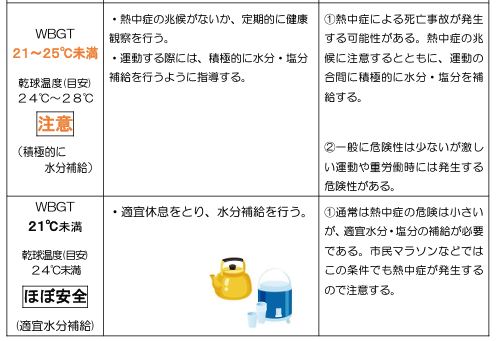 WBGT
21～25℃未満
乾球温度(目安)
２４℃～２８℃
注意
（積極的に
水分補給）
・熱中症の兆候がないか、定期的に健康
観察を行う。
・運動する際には、積極的に水分・塩分
補給を行うように指導する。
①熱中症による死亡事故が発生
する可能性がある。熱中症の兆
候に注意するとともに、運動の
合間に積極的に水分・塩分を補
給する。
②一般に危険性は少ないが激し
い運動や重労働時には発生する
危険性がある。
WBGT
21℃未満
乾球温度(目安)
２４℃未満
ほぼ安全
（適宜水分補給）
・適宜休息をとり、水分補給を行う。
①通常は熱中症の危険は小さい
が、適宜水分・塩分の補給が必要
である。市民マラソンなどでは
この条件でも熱中症が発生する
ので注意する。